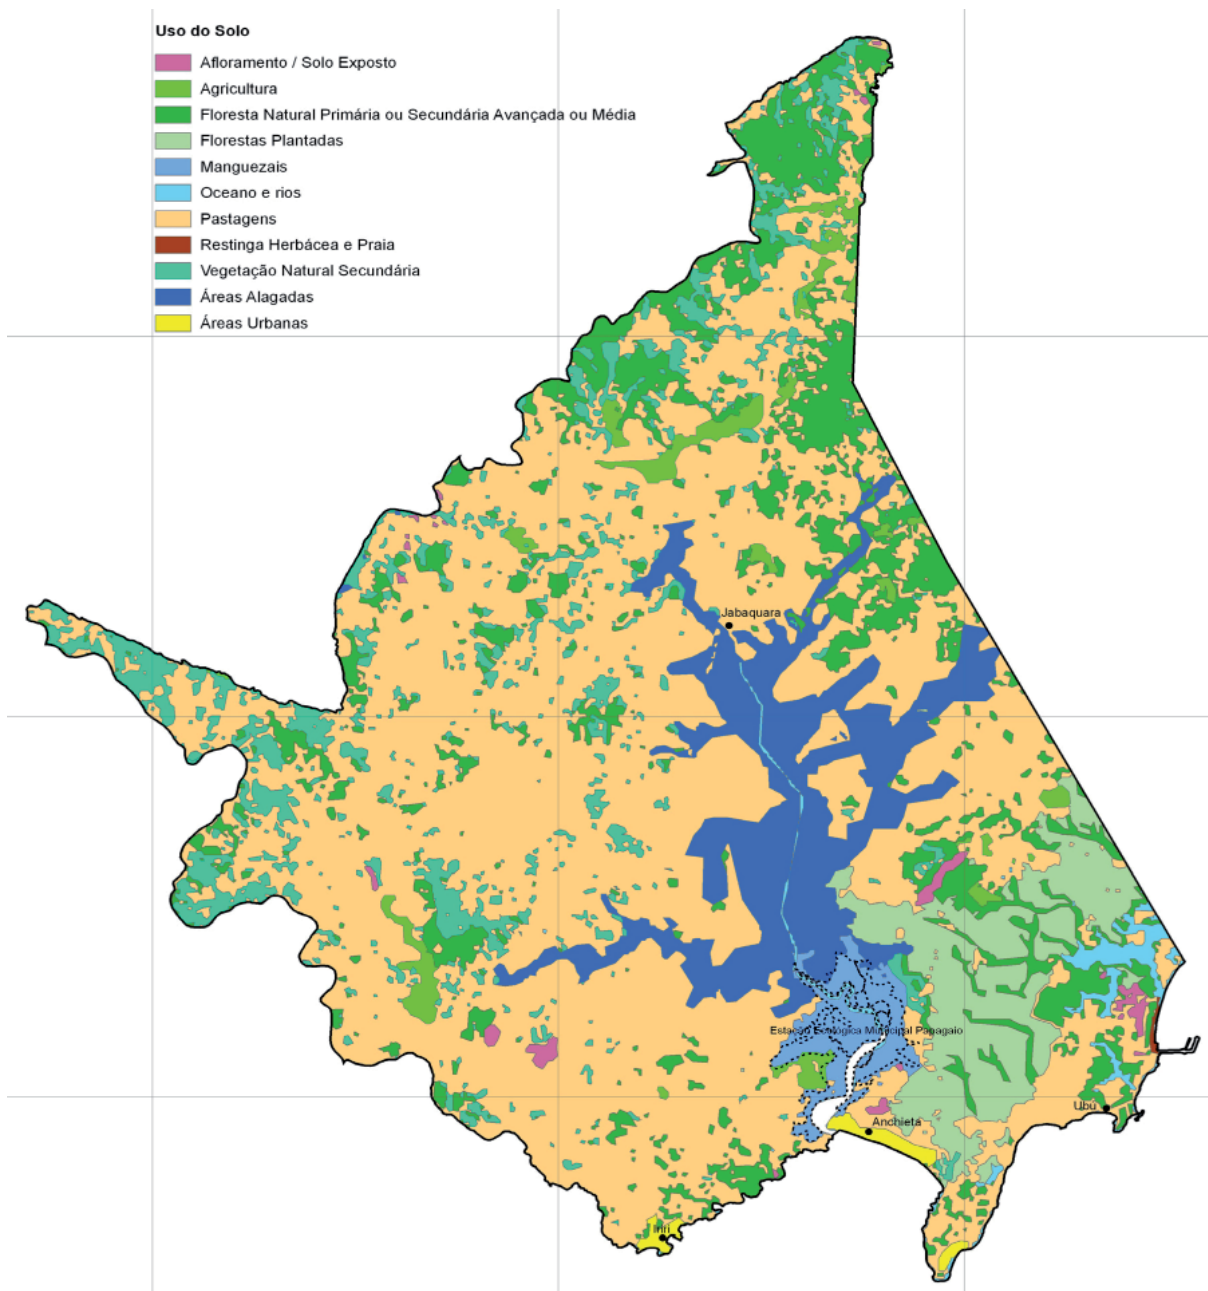 Uso do Solo
Afloramento / Solo Exposto
Agricultura
Floresta Natural Primária ou Secundária Avançada ou Média
Florestas Plantadas
Manguezais
Oceano e rios
Pastagens
Restinga Herbácea e Praia
Vegetação Natural Secundária
Áreas Alagadas
Áreas Urbanas
Jabaquara
Estação Ecológica Municipal Papagaio
Ubú
Anchieta
Iriri